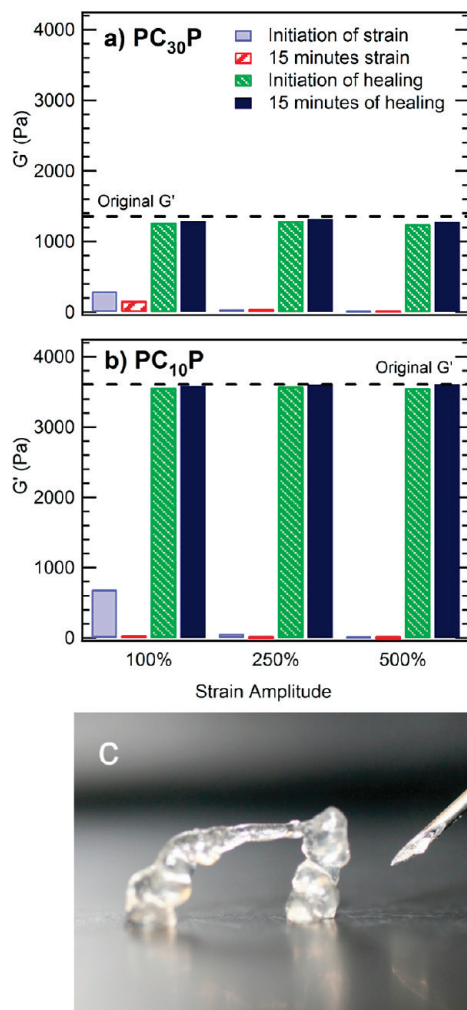 a) PC30P
Initiation of strain
15 minutes strain
Initiation of healing
15 minutes of healing
4000
3000
2000
1000
0
G' (Pa)
Original G'
b) PC10P
Original G'
4000
3000
2000
1000
0
G' (Pa)
100%
250%
500%
Strain Amplitude
C